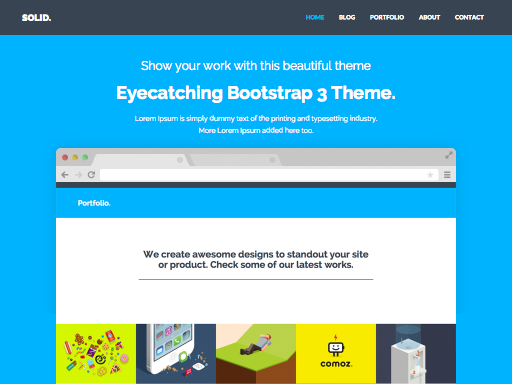 SOLID.
HOME BLOG PORTFOLIO ABOUT CONTACT
Show your work with this beautiful theme
Eyecatching Bootstrap 3 Theme.
Lorem Ipsum is simply dummy text of the printing and typesetting industry.
More Lorem Ipsum added here too.
Portfolio.
We create awesome designs to standout your site
or product. Check some of our latest works.
comoz.